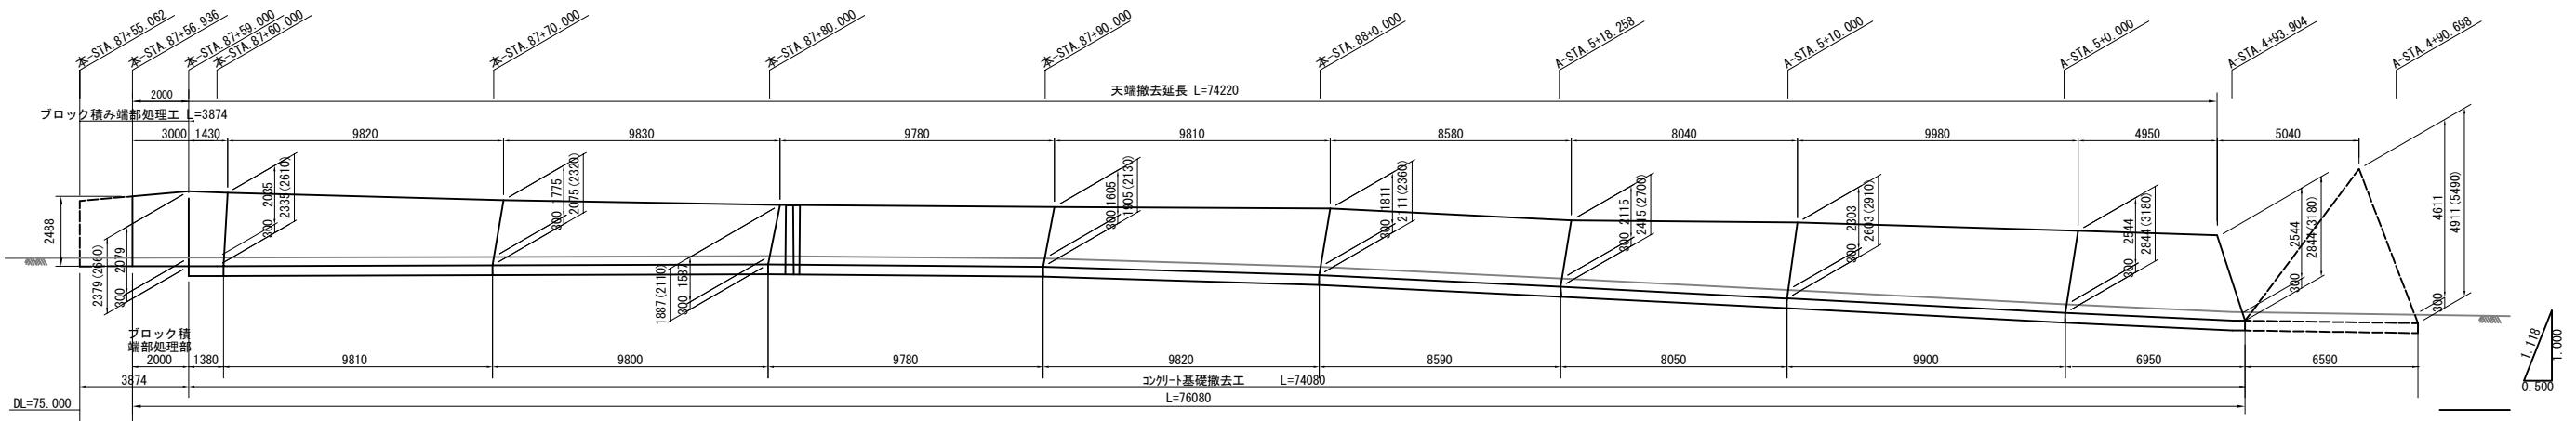 本-STA.87+55.062
本-STA.87+56.936
本-STA.87+59.000
本-STA.87+60.000
本-STA.87+70.000
本-STA.87+80.000
本-STA.87+90.000
本-STA.88+0.000
A-STA.5+18.258
A-STA.5+10.000
A-STA.5+0.000
A-STA.4+93.904
A-STA.4+90.698
2000
天端撤去延長 L=74220
ブロック積み端部処理工 L=3874
3000
1430
9820
9830
9780
9810
8580
8040
9980
4950
5040
2488
2379(2660)
300 2079
300 2035
2335(2610)
300 1775
2075(2320)
1887(2110)
300 1587
300 1605
1905(2130)
300 1811
2111(2360)
300 2115
2415(2700)
300 2303
2603(2910)
300 2544
2844(3180)
300 2544
2844(3180)
300 4611
4911(5490)
1.118
1.000
0.500
ブロック積
端部処理部
2000
1380
9810
9800
9780
9820
8590
8050
9900
6950
6590
3874
コンクリート基礎撤去工 L=74080
DL=75.000
L=76080